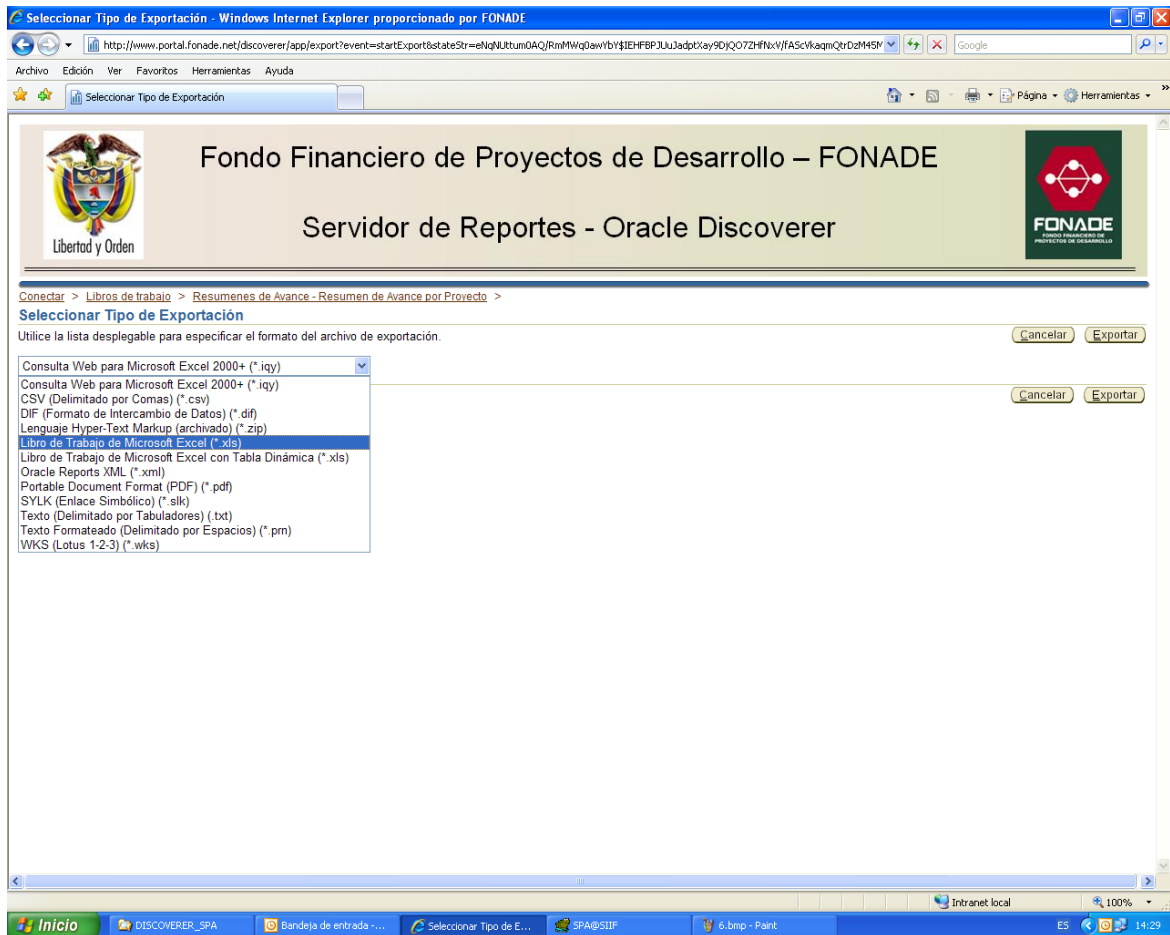 Seleccionar Tipo de Exportación - Windows Internet Explorer proporcionado por FONADE
Google
Archivo Edición Ver Favoritos Herramientas Ayuda
Seleccionar Tipo de Exportación
Página Herramientas
Libertad y Orden
Fondo Financiero de Proyectos de Desarrollo – FONADE
Servidor de Reportes - Oracle Discoverer
FONADE
FONDO FINANCIERO DE
PROYECTOS DE DESARROLLO
Conectar > Libros de trabajo > Resumenes de Avance - Resumen de Avance por Proyecto >
Seleccionar Tipo de Exportación
Utilice la lista desplegable para especificar el formato del archivo de exportación.
Cancelar Exportar
Consulta Web para Microsoft Excel 2000+ (*.iqy)
Consulta Web para Microsoft Excel 2000+ (*.iqy)
CSV (Delimitado por Comas) (*.csv)
DIF (Formato de Intercambio de Datos) (*.dif)
Lenguaje Hyper-Text Markup (archivado) (*.zip)
Libro de Trabajo de Microsoft Excel (*.xls)
Libro de Trabajo de Microsoft Excel con Tabla Dinámica (*.xls)
Oracle Reports XML (*.xml)
Portable Document Format (PDF) (*.pdf)
SYLK (Enlace Simbólico) (*.slk)
Texto (Delimitado por Tabuladores) (.txt)
Texto Formateado (Delimitado por Espacios) (*.prn)
WKS (Lotus 1-2-3) (*.wks)
Cancelar Exportar
Intranet local 100%
Inicio DISCOVERER_SPA Bandeja de entrada -... Seleccionar Tipo de E... SPA@SIIF 6.bmp - Paint ES 14:29